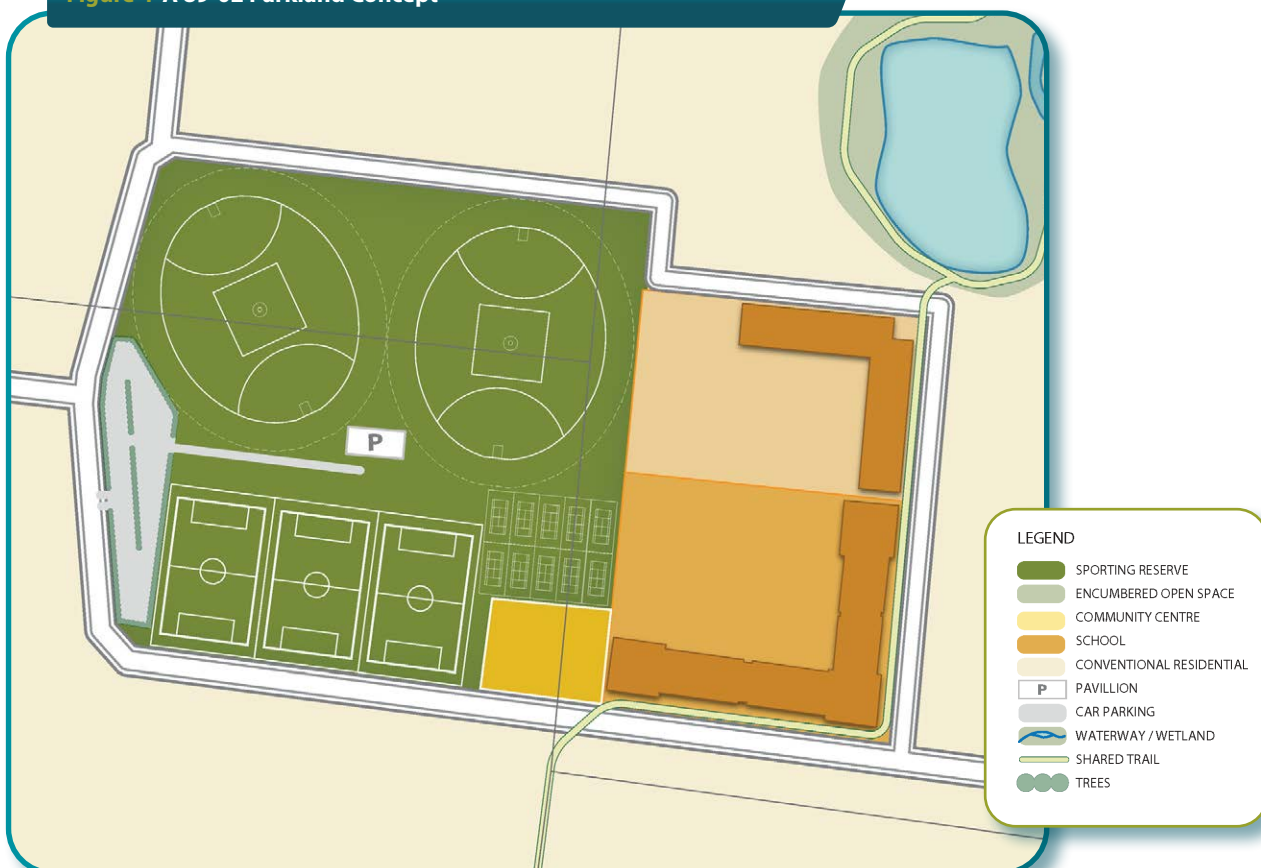 P
LEGEND
SPORTING RESERVE
ENCUMBERED OPEN SPACE
COMMUNITY CENTRE
SCHOOL
CONVENTIONAL RESIDENTIAL
P PAVILLION
CAR PARKING
WATERWAY / WETLAND
SHARED TRAIL
TREES